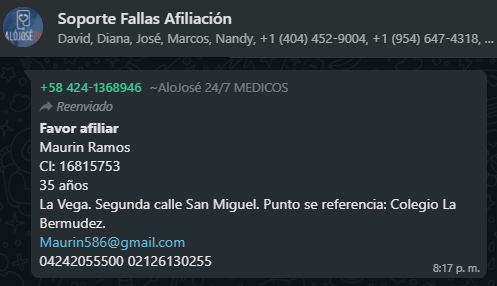 ALOJOSÉ
Soporte Fallas Afiliación
David, Diana, José, Marcos, Nandy, +1 (404) 452-9004, +1 (954) 647-4318, ...
+58 424-1368946 ~AloJosé 24/7 MEDICOS
Reenviado
Favor afiliar
Maurin Ramos
CI: 16815753
35 años
La Vega. Segunda calle San Miguel. Punto se referencia: Colegio La
Bermudez.
Maurin586@gmail.com
04242055500 02126130255
8:17 p. m.